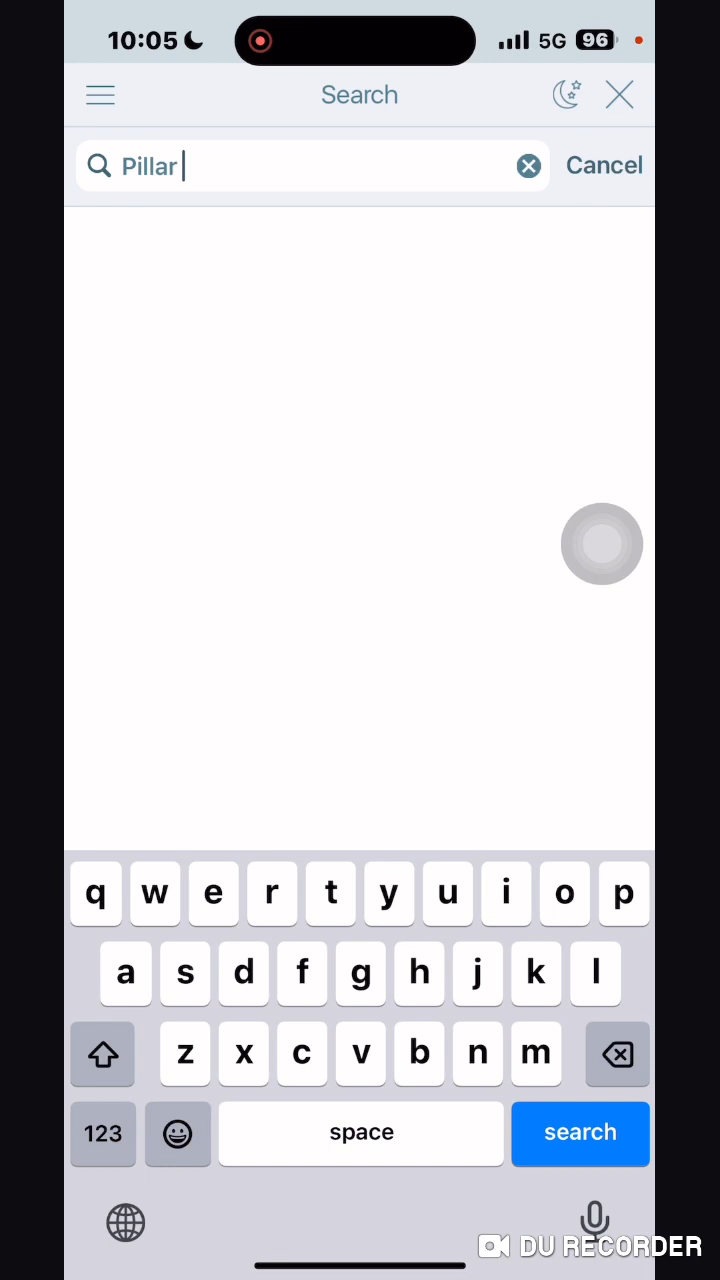 10:05 5G 96
Search
Pillar Cancel
q w e r t y u i o p
a s d f g h j k l
z x c v b n m
123 space search
DU RECORDER